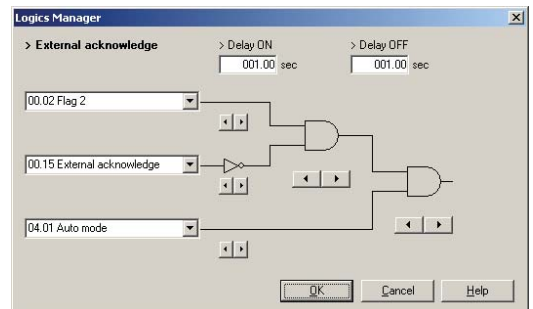 Logics Manager
> External acknowledge
> Delay ON
> Delay OFF
001.00 sec
001.00 sec
00.02 Flag 2
00.15 External acknowledge
04.01 Auto mode
OK
Cancel
Help